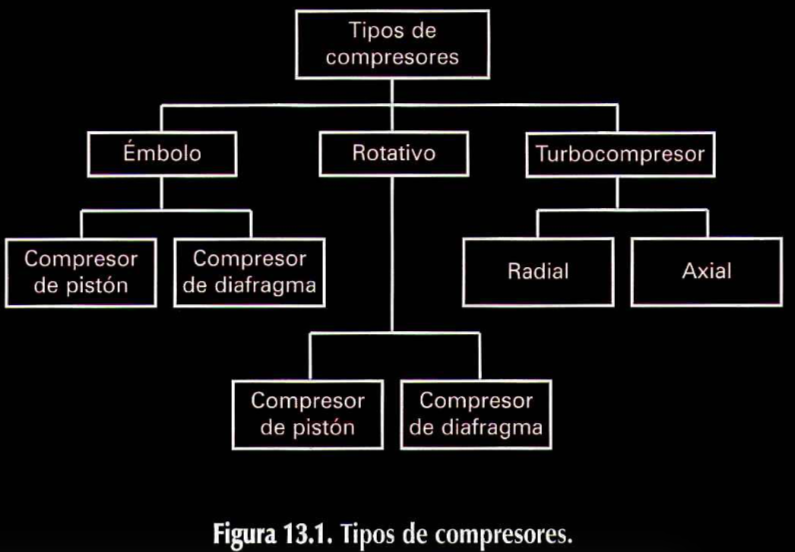 Tipos de
compresores
Émbolo
Rotativo
Turbocompresor
Compresor
de pistón
Compresor
de diafragma
Radial
Axial
Compresor
de pistón
Compresor
de diafragma
Figura 13.1. Tipos de compresores.